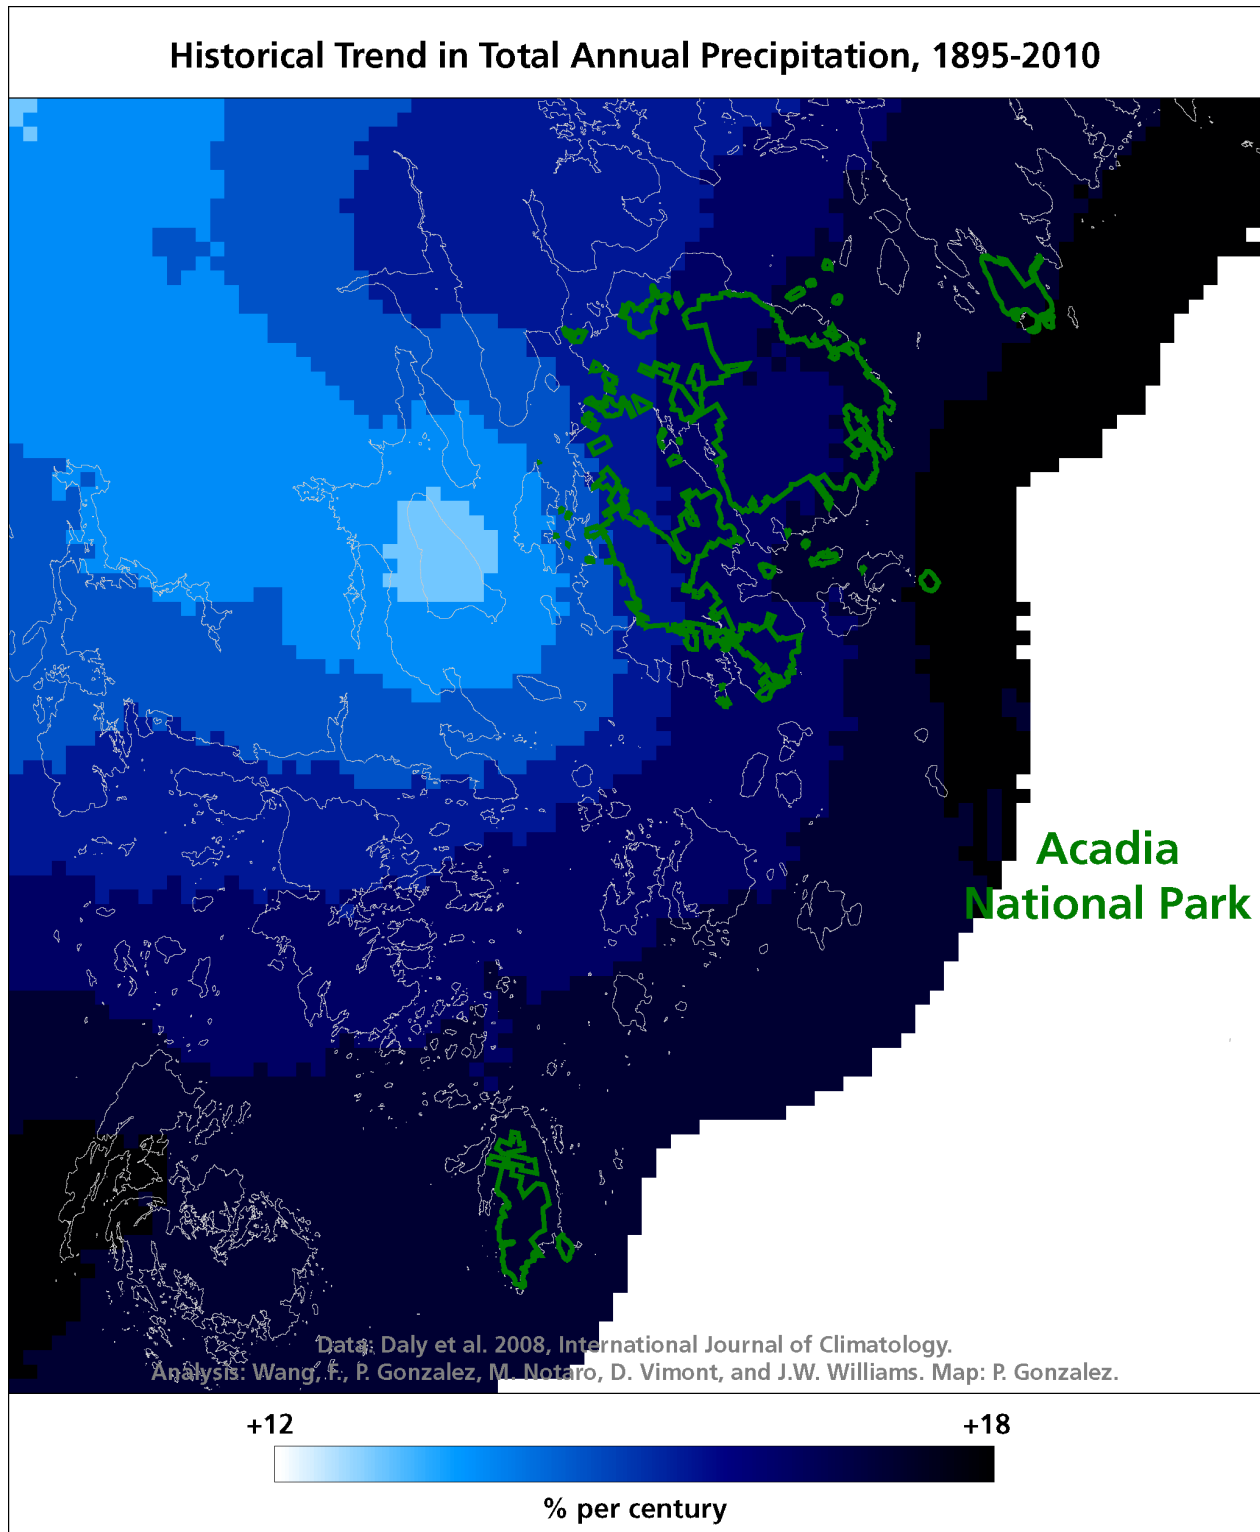 Historical Trend in Total Annual Precipitation, 1895-2010
Acadia
National Park
Data: Daly et al. 2008, International Journal of Climatology.
Analysis: Wang, F., P. Gonzalez, M. Notaro, D. Vimont, and J.W. Williams. Map: P. Gonzalez.
+12 +18
% per century